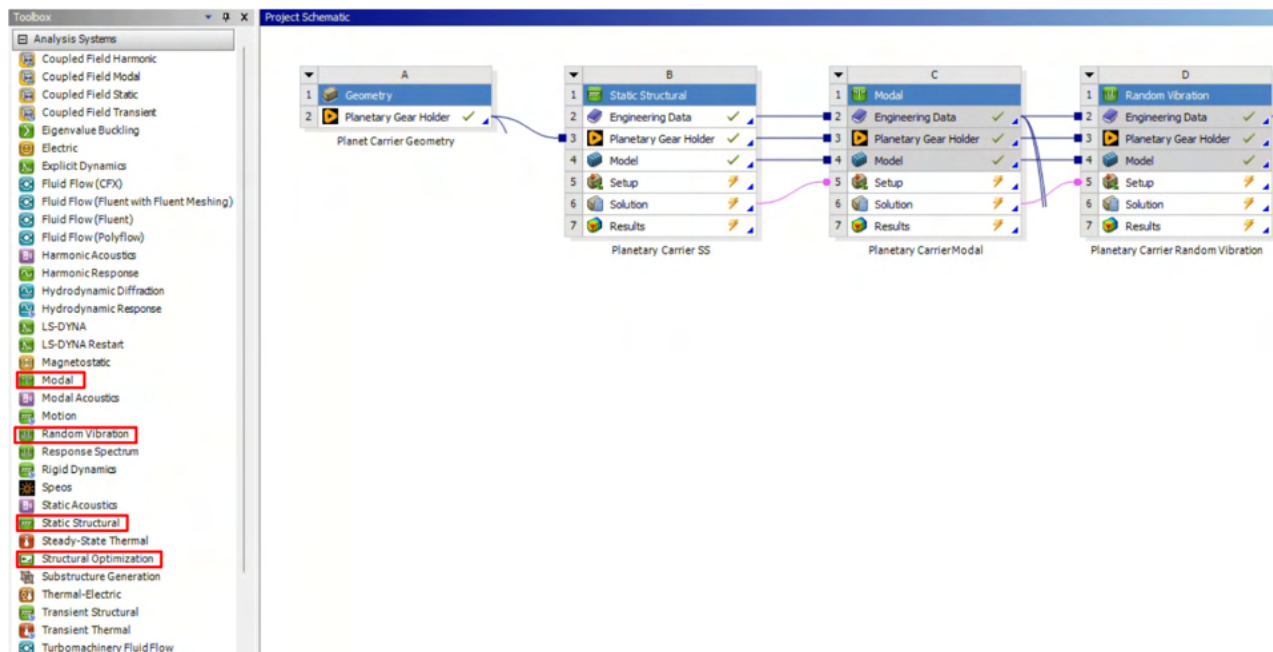 Toolbox
Analysis Systems
Coupled Field Harmonic
Coupled Field Modal
Coupled Field Static
Coupled Field Transient
Eigenvalue Buckling
Electric
Explicit Dynamics
Fluid Flow (CFX)
Fluid Flow (Fluent with Fluent Meshing)
Fluid Flow (Fluent)
Fluid Flow (Polyflow)
Harmonic Acoustics
Harmonic Response
Hydrodynamic Diffraction
Hydrodynamic Response
LS-DYNA
LS-DYNA Restart
Magnetostatic
Modal
Modal Acoustics
Motion
Random Vibration
Response Spectrum
Rigid Dynamics
Speos
Static Acoustics
Static Structural
Steady-State Thermal
Structural Optimization
Substructure Generation
Thermal-Electric
Transient Structural
Transient Thermal
Turbomachinery Fluid Flow
Project Schematic
A
1 Geometry
2 Planetary Gear Holder
Planet Carrier Geometry
B
1 Static Structural
2 Engineering Data
3 Planetary Gear Holder
4 Model
5 Setup
6 Solution
7 Results
Planetary Carrier SS
C
1 Modal
2 Engineering Data
3 Planetary Gear Holder
4 Model
5 Setup
6 Solution
7 Results
Planetary CarrierModal
D
1 Random Vibration
2 Engineering Data
3 Planetary Gear Holder
4 Model
5 Setup
6 Solution
7 Results
Planetary Carrier Random Vibration